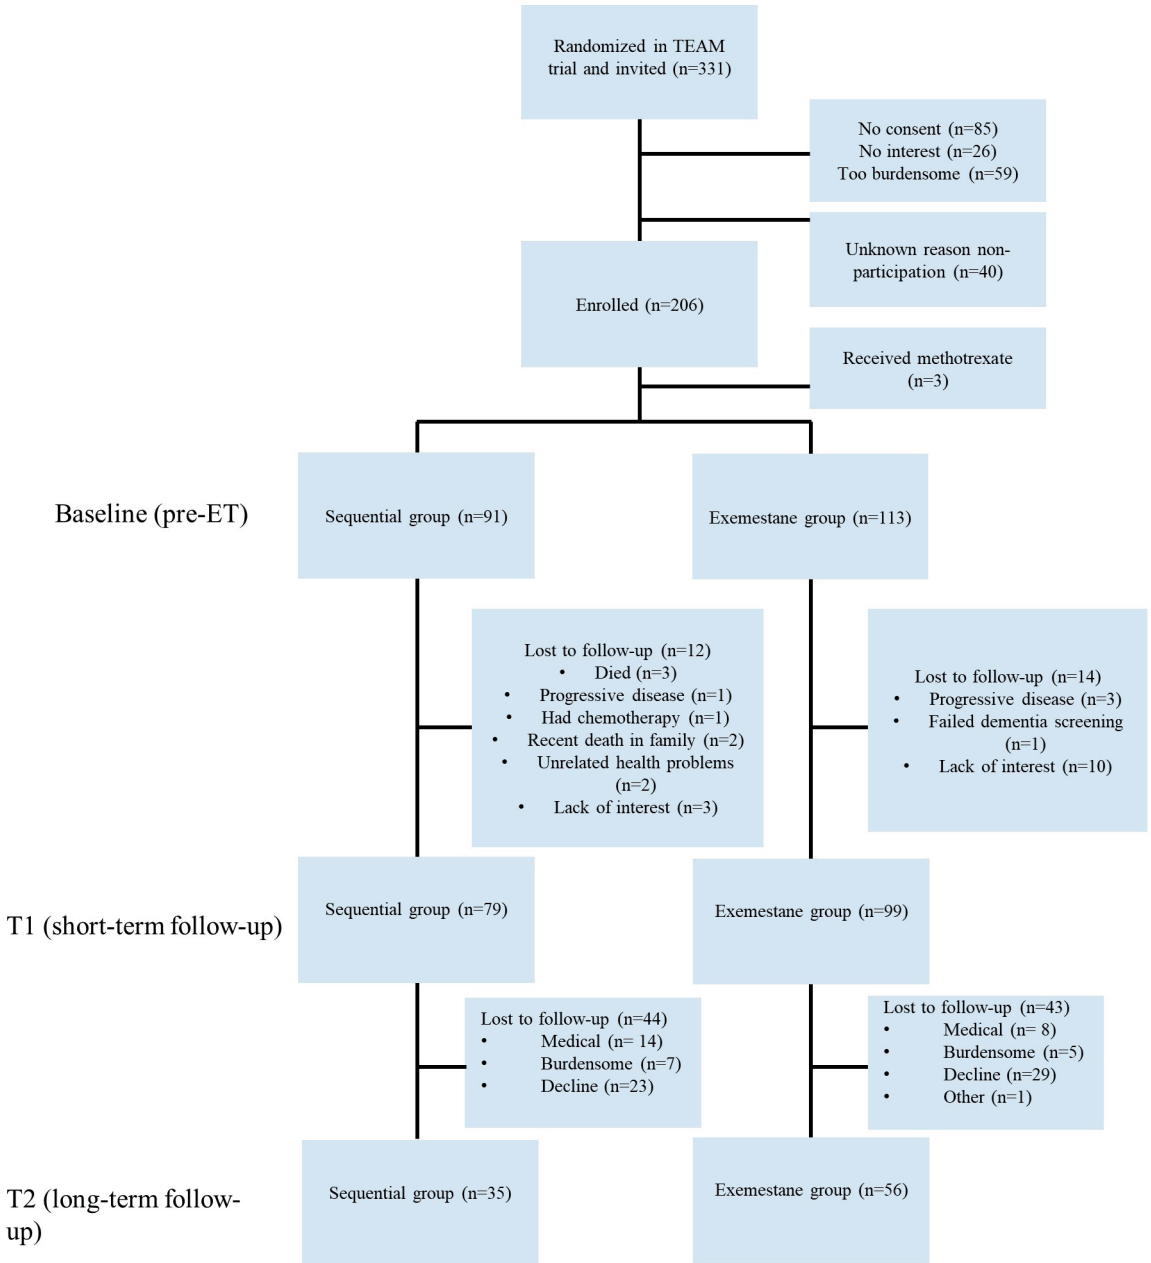 Randomized in TEAM
trial and invited (n=331)
No consent (n=85)
No interest (n=26)
Too burdensome (n=59)
Unknown reason non-
participation (n=40)
Enrolled (n=206)
Received methotrexate
(n=3)
Baseline (pre-ET)
Sequential group (n=91)
Exemestane group (n=113)
Lost to follow-up (n=12)
• Died (n=3)
• Progressive disease (n=1)
• Had chemotherapy (n=1)
• Recent death in family (n=2)
• Unrelated health problems
(n=2)
• Lack of interest (n=3)
Lost to follow-up (n=14)
• Progressive disease (n=3)
• Failed dementia screening
(n=1)
• Lack of interest (n=10)
T1 (short-term follow-up)
Sequential group (n=79)
Exemestane group (n=99)
Lost to follow-up (n=44)
• Medical (n= 14)
• Burdensome (n=7)
• Decline (n=23)
Lost to follow-up (n=43)
• Medical (n= 8)
• Burdensome (n=5)
• Decline (n=29)
• Other (n=1)
T2 (long-term follow-
up)
Sequential group (n=35)
Exemestane group (n=56)